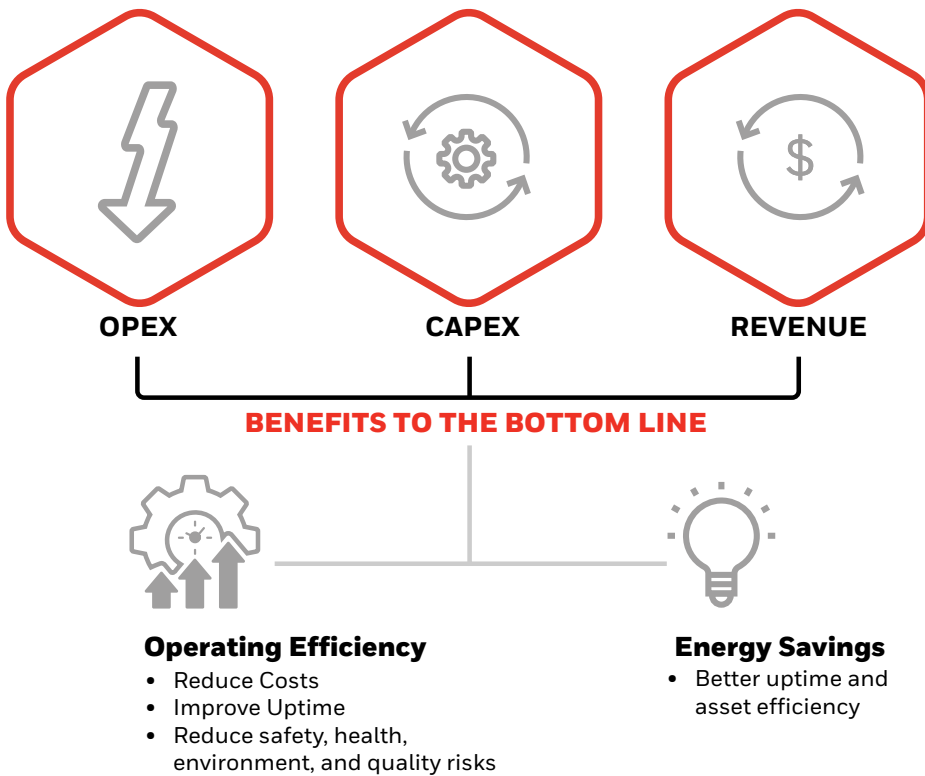 $
OPEX
CAPEX
REVENUE
BENEFITS TO THE BOTTOM LINE
Operating Efficiency
• Reduce Costs
• Improve Uptime
• Reduce safety, health,
environment, and quality risks
Energy Savings
• Better uptime and
asset efficiency